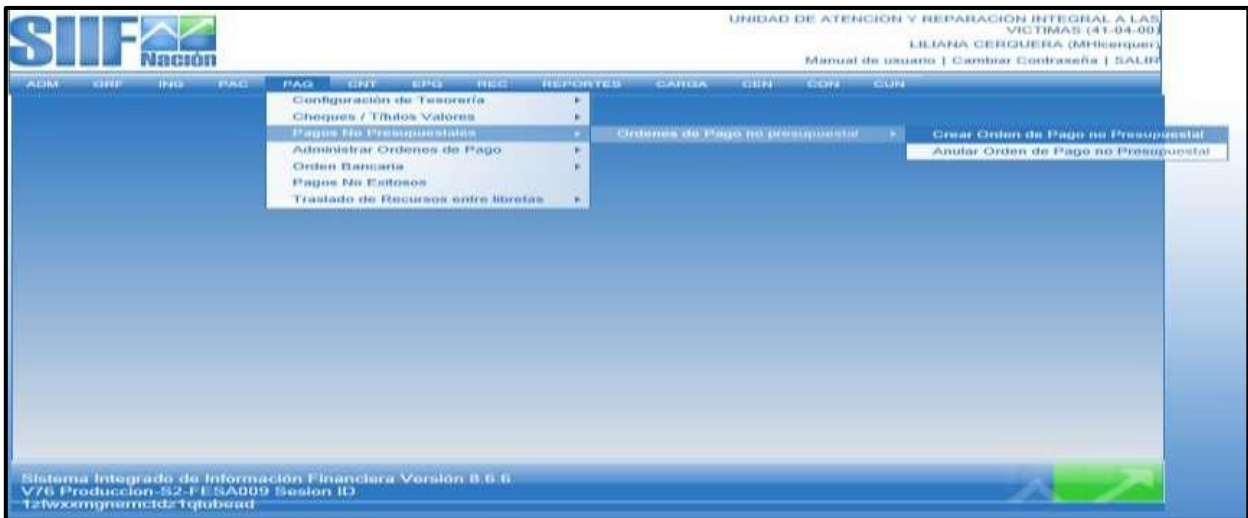 SIIF
Nación
UNIDAD DE ATENCIÓN Y REPARACIÓN INTEGRAL A LAS
VICTIMAS (41-04-00)
LILIANA CERQUERA (MHlcerquer)
Manual de usuario | Cambiar Contraseña | SALIR
ADM GRF ING PAC PAG CNT EPG REC REPORTES CARGA CEN CON CUN
Configuración de Tesorería
Cheques / Títulos Valores
Pagos No Presupuestales Ordenes de Pago no presupuestal Crear Orden de Pago no Presupuestal
Administrar Ordenes de Pago Anular Orden de Pago no Presupuestal
Orden Bancaria
Pagos No Exitosos
Traslado de Recursos entre libretas
Sistema Integrado de Información Financiera Versión 8.6.6
V76 Produccion-S2-FESA009 Sesion ID